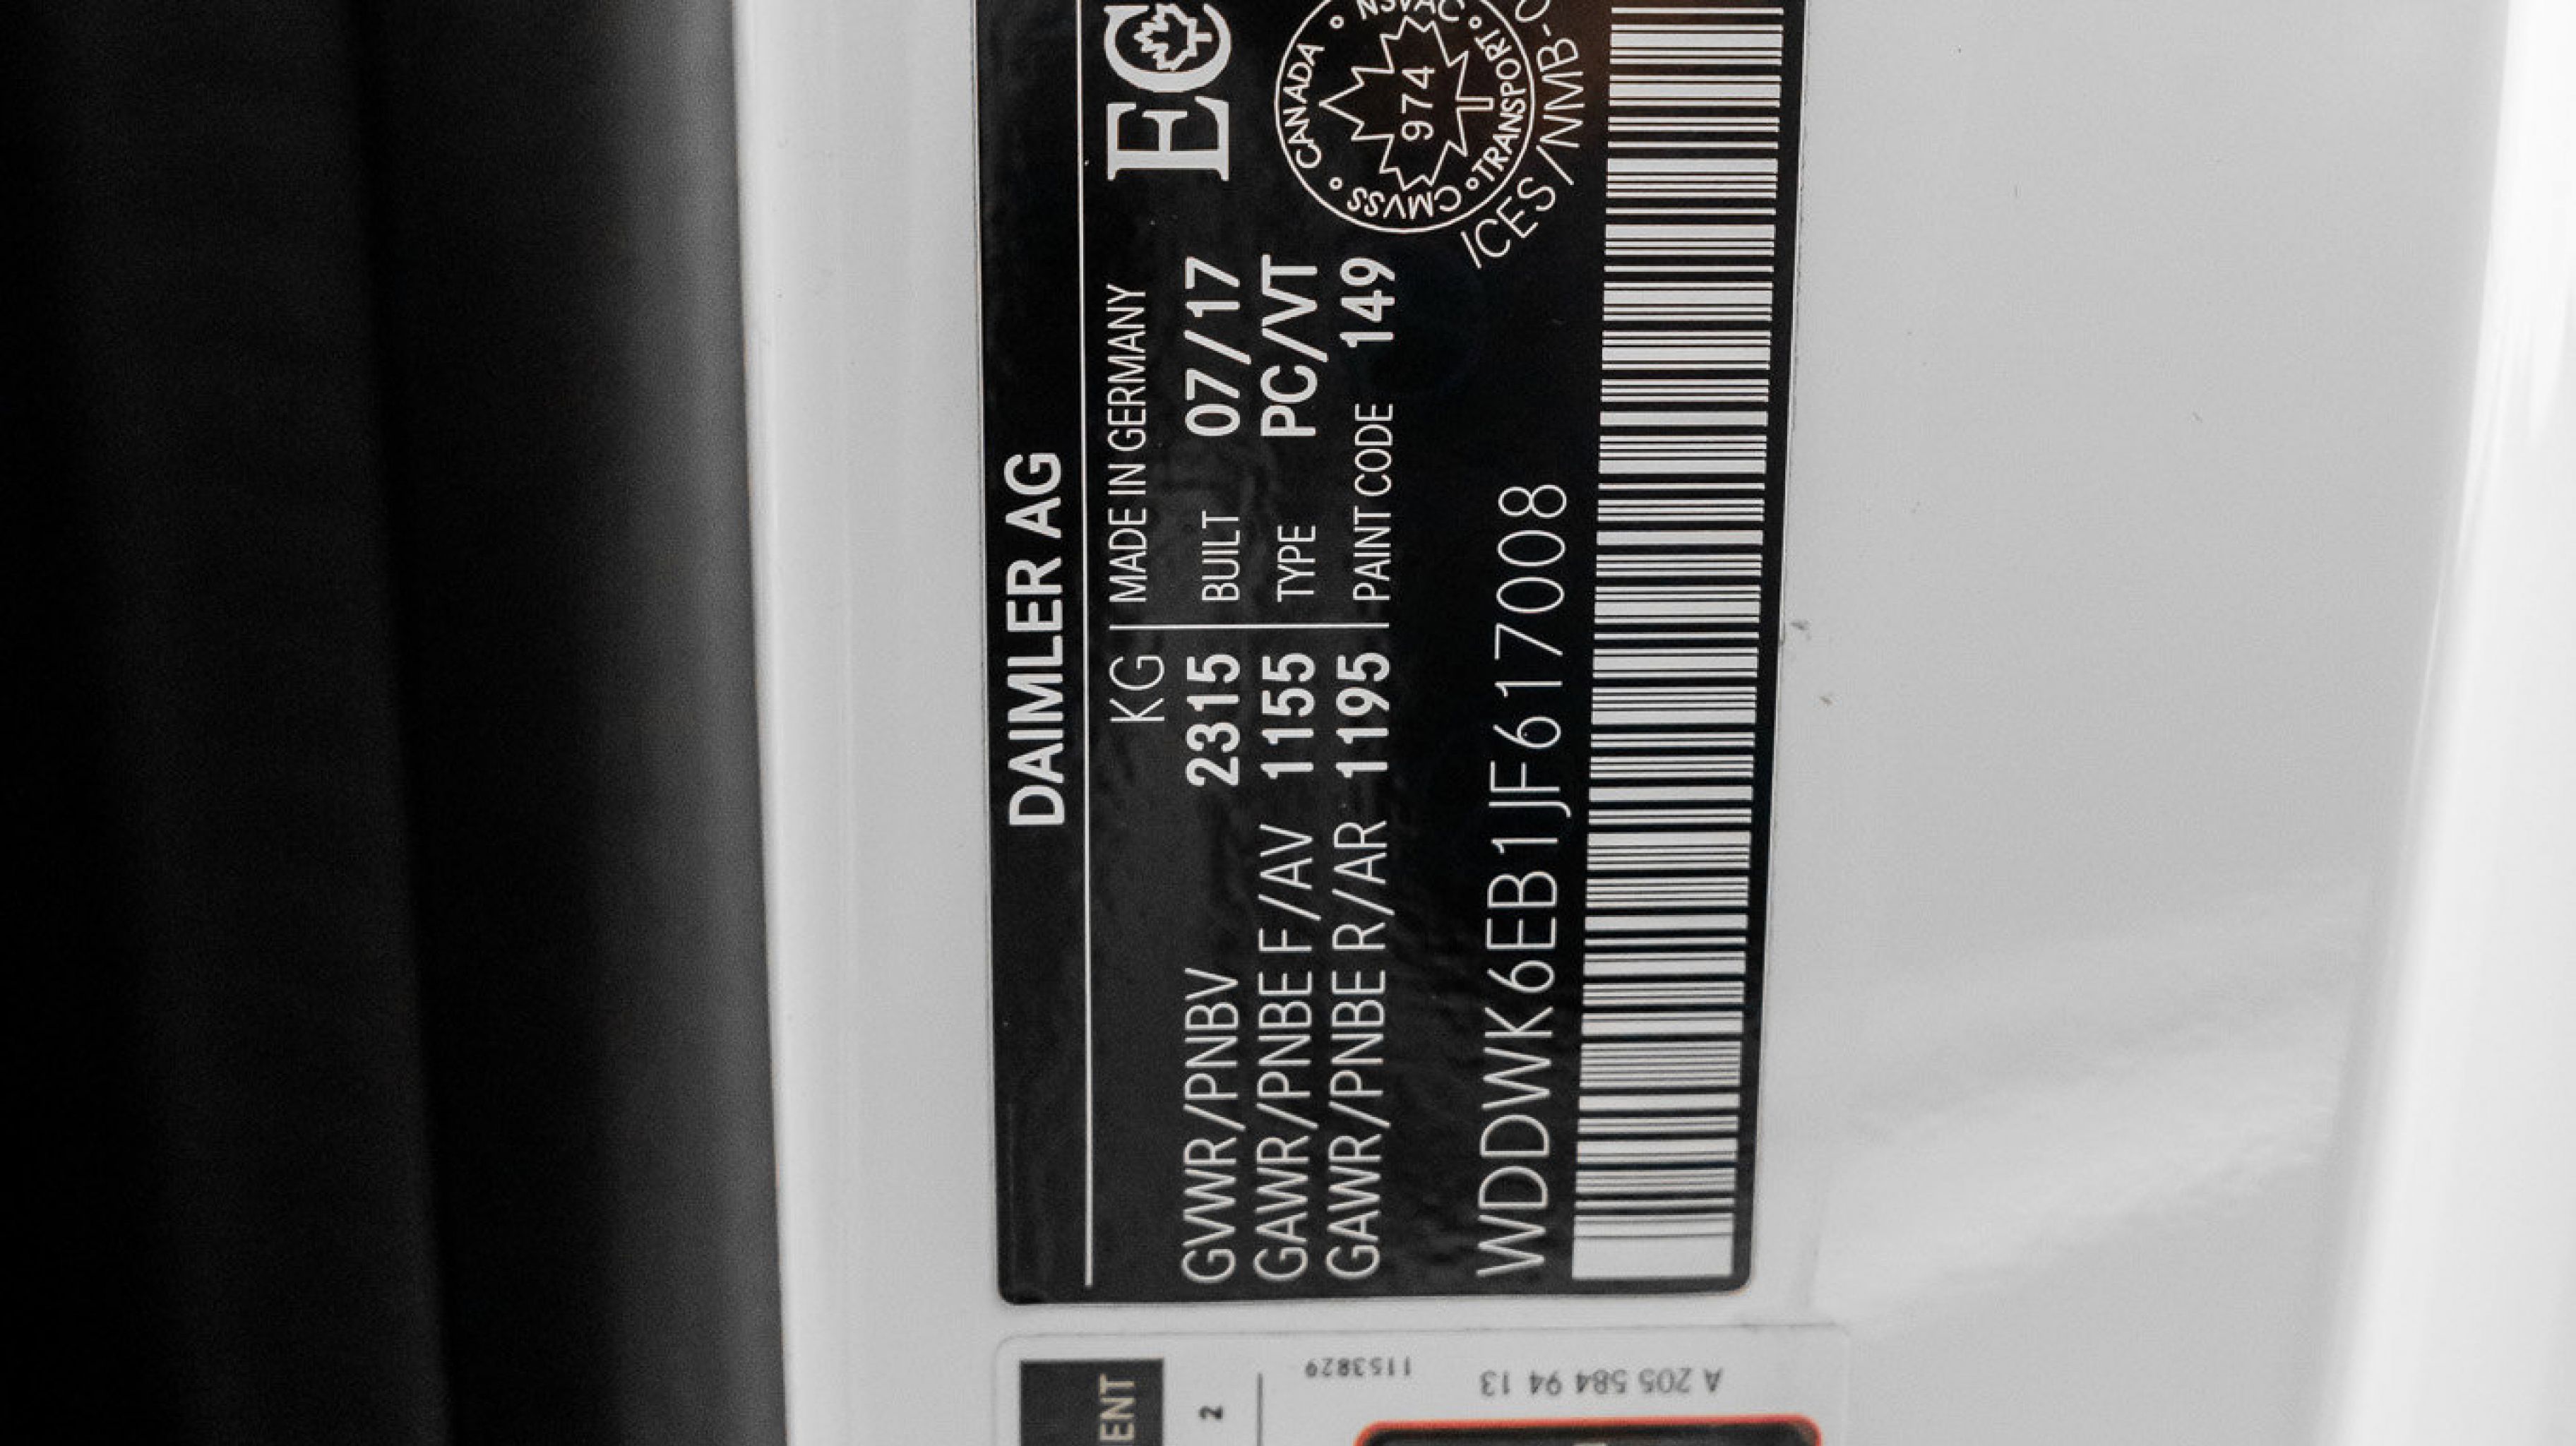 DAIMLER AG
KG MADE IN GERMANY
GVWR/PNBV 2315 BUILT 07/17
GAWR/PNBE F/AV 1155 TYPE PC/VT
GAWR/PNBE R/AR 1195 PAINT CODE 149
WDDWK6EB1JF617008
EC
CMVSS ° CANADA ° NSVAC ° TRANSPORT °
974
ICES/NMB-
ENT
2
1153829
A 205 584 94 13